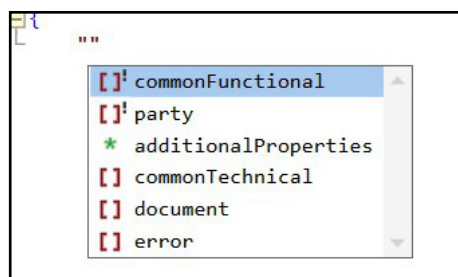 {
""
[]! commonFunctional
[]! party
* additionalProperties
[] commonTechnical
[] document
[] error